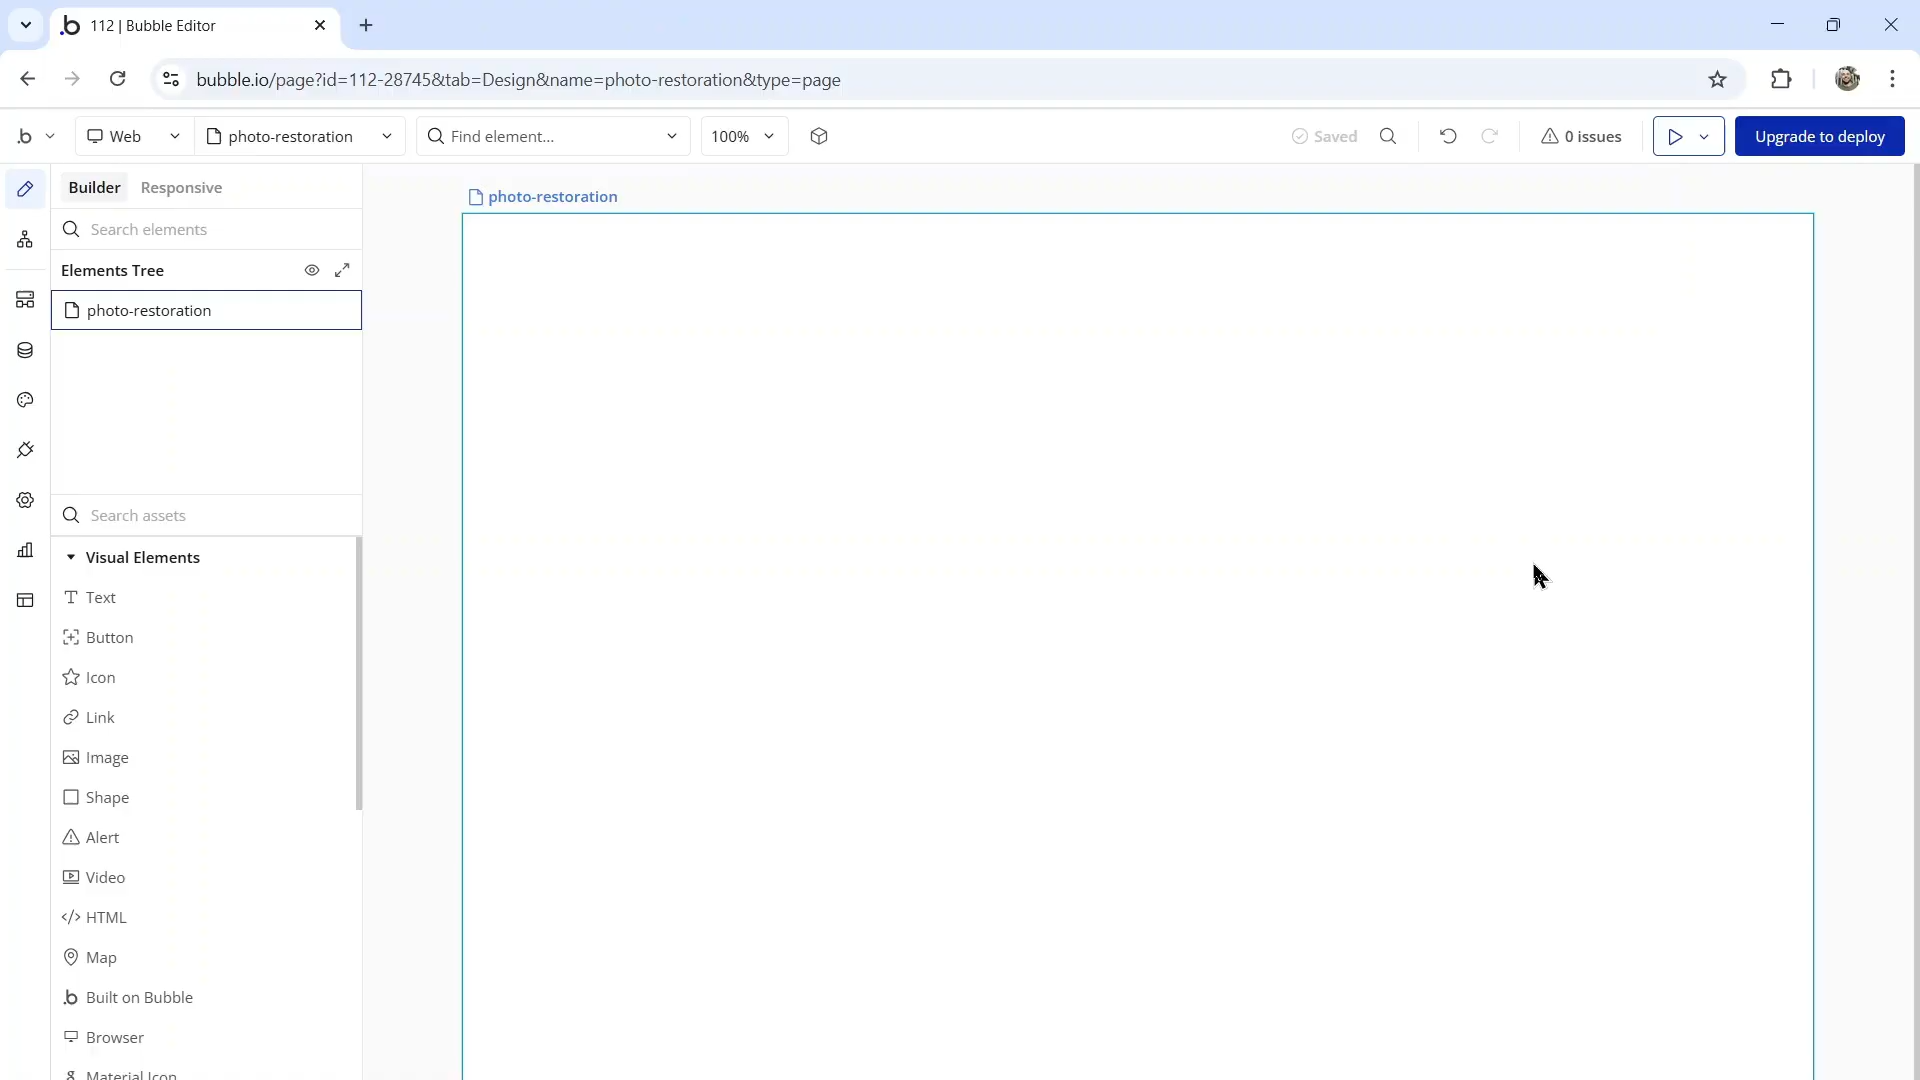 112 | Bubble Editor
bubble.io/page?id=112-28745&tab=Design&name=photo-restoration&type=page
Web
photo-restoration
Find element...
100%
Saved
0 issues
Upgrade to deploy
Builder
Responsive
photo-restoration
Search elements
Elements Tree
photo-restoration
Search assets
Visual Elements
Text
Button
Icon
Link
Image
Shape
Alert
Video
HTML
Map
Built on Bubble
Browser
Material Icon